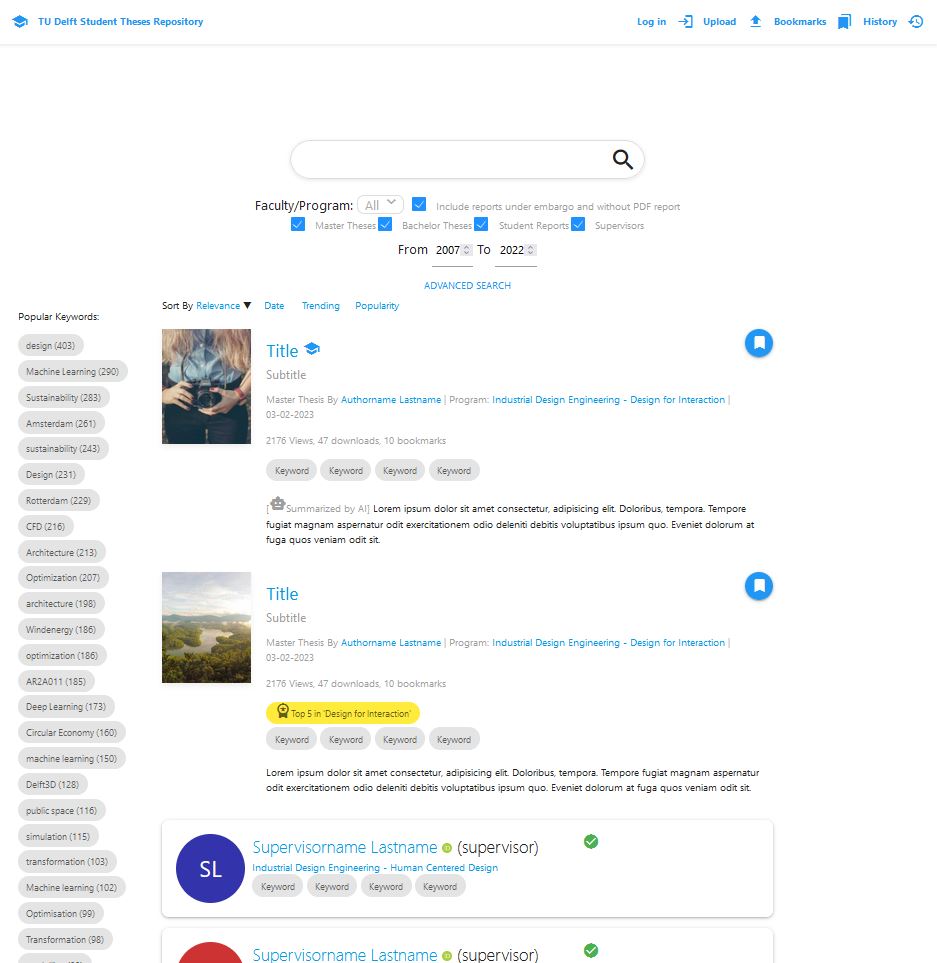 TU Delft Student Theses Repository
Log in Upload Bookmarks History
Faculty/Program: All Include reports under embargo and without PDF report
Master Theses Bachelor Theses Student Reports Supervisors
From 2007 To 2022
ADVANCED SEARCH
Sort By Relevance ▼ Date Trending Popularity
Popular Keywords:
design (403)
Machine Learning (290)
Sustainability (283)
Amsterdam (261)
sustainability (243)
Design (231)
Rotterdam (229)
CFD (216)
Architecture (213)
Optimization (207)
architecture (198)
Windenergy (186)
optimization (186)
AR2A011 (185)
Deep Learning (173)
Circular Economy (160)
machine learning (150)
Delft3D (128)
public space (116)
simulation (115)
transformation (103)
Machine learning (102)
Optimisation (99)
Transformation (98)
Title
Subtitle
Master Thesis By Authorname Lastname | Program: Industrial Design Engineering - Design for Interaction |
03-02-2023
2176 Views, 47 downloads, 10 bookmarks
Keyword Keyword Keyword Keyword
[Summarized by AI] Lorem ipsum dolor sit amet consectetur, adipisicing elit. Doloribus, tempora. Tempore
fugiat magnam aspernatur odit exercitationem odio deleniti debitis voluptatibus ipsum quo. Eveniet dolorum at
fuga quos veniam odit sit.
Title
Subtitle
Master Thesis By Authorname Lastname | Program: Industrial Design Engineering - Design for Interaction |
03-02-2023
2176 Views, 47 downloads, 10 bookmarks
Top 5 in 'Design for Interaction'
Keyword Keyword Keyword Keyword
Lorem ipsum dolor sit amet consectetur, adipisicing elit. Doloribus, tempora. Tempore fugiat magnam aspernatur
odit exercitationem odio deleniti debitis voluptatibus ipsum quo. Eveniet dolorum at fuga quos veniam odit sit.
SL
Supervisorname Lastname iD (supervisor)
Industrial Design Engineering - Human Centered Design
Keyword Keyword Keyword Keyword
Supervisorname Lastname iD (supervisor)